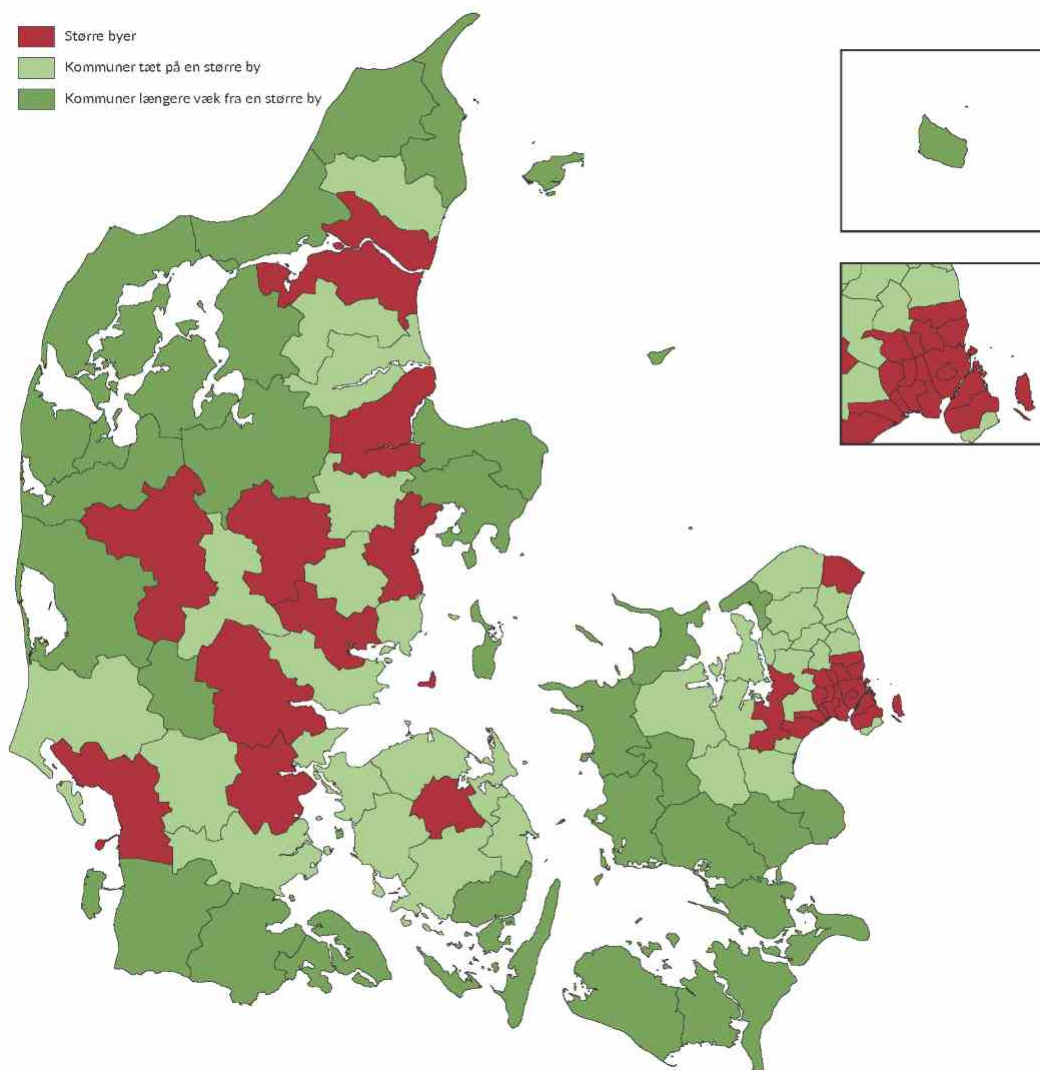 Større byer
Kommuner tæt på en større by
Kommuner længere væk fra en større by